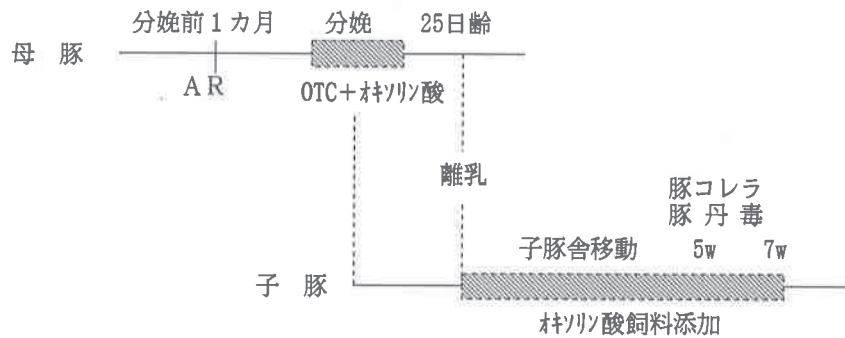 分娩前1カ月 分娩 25日齢
母 豚
AR
OTC+オキソリン酸
離乳
豚コレラ
豚 丹 毒
子豚舎移動 5w 7w
子 豚
オキソリン酸飼料添加